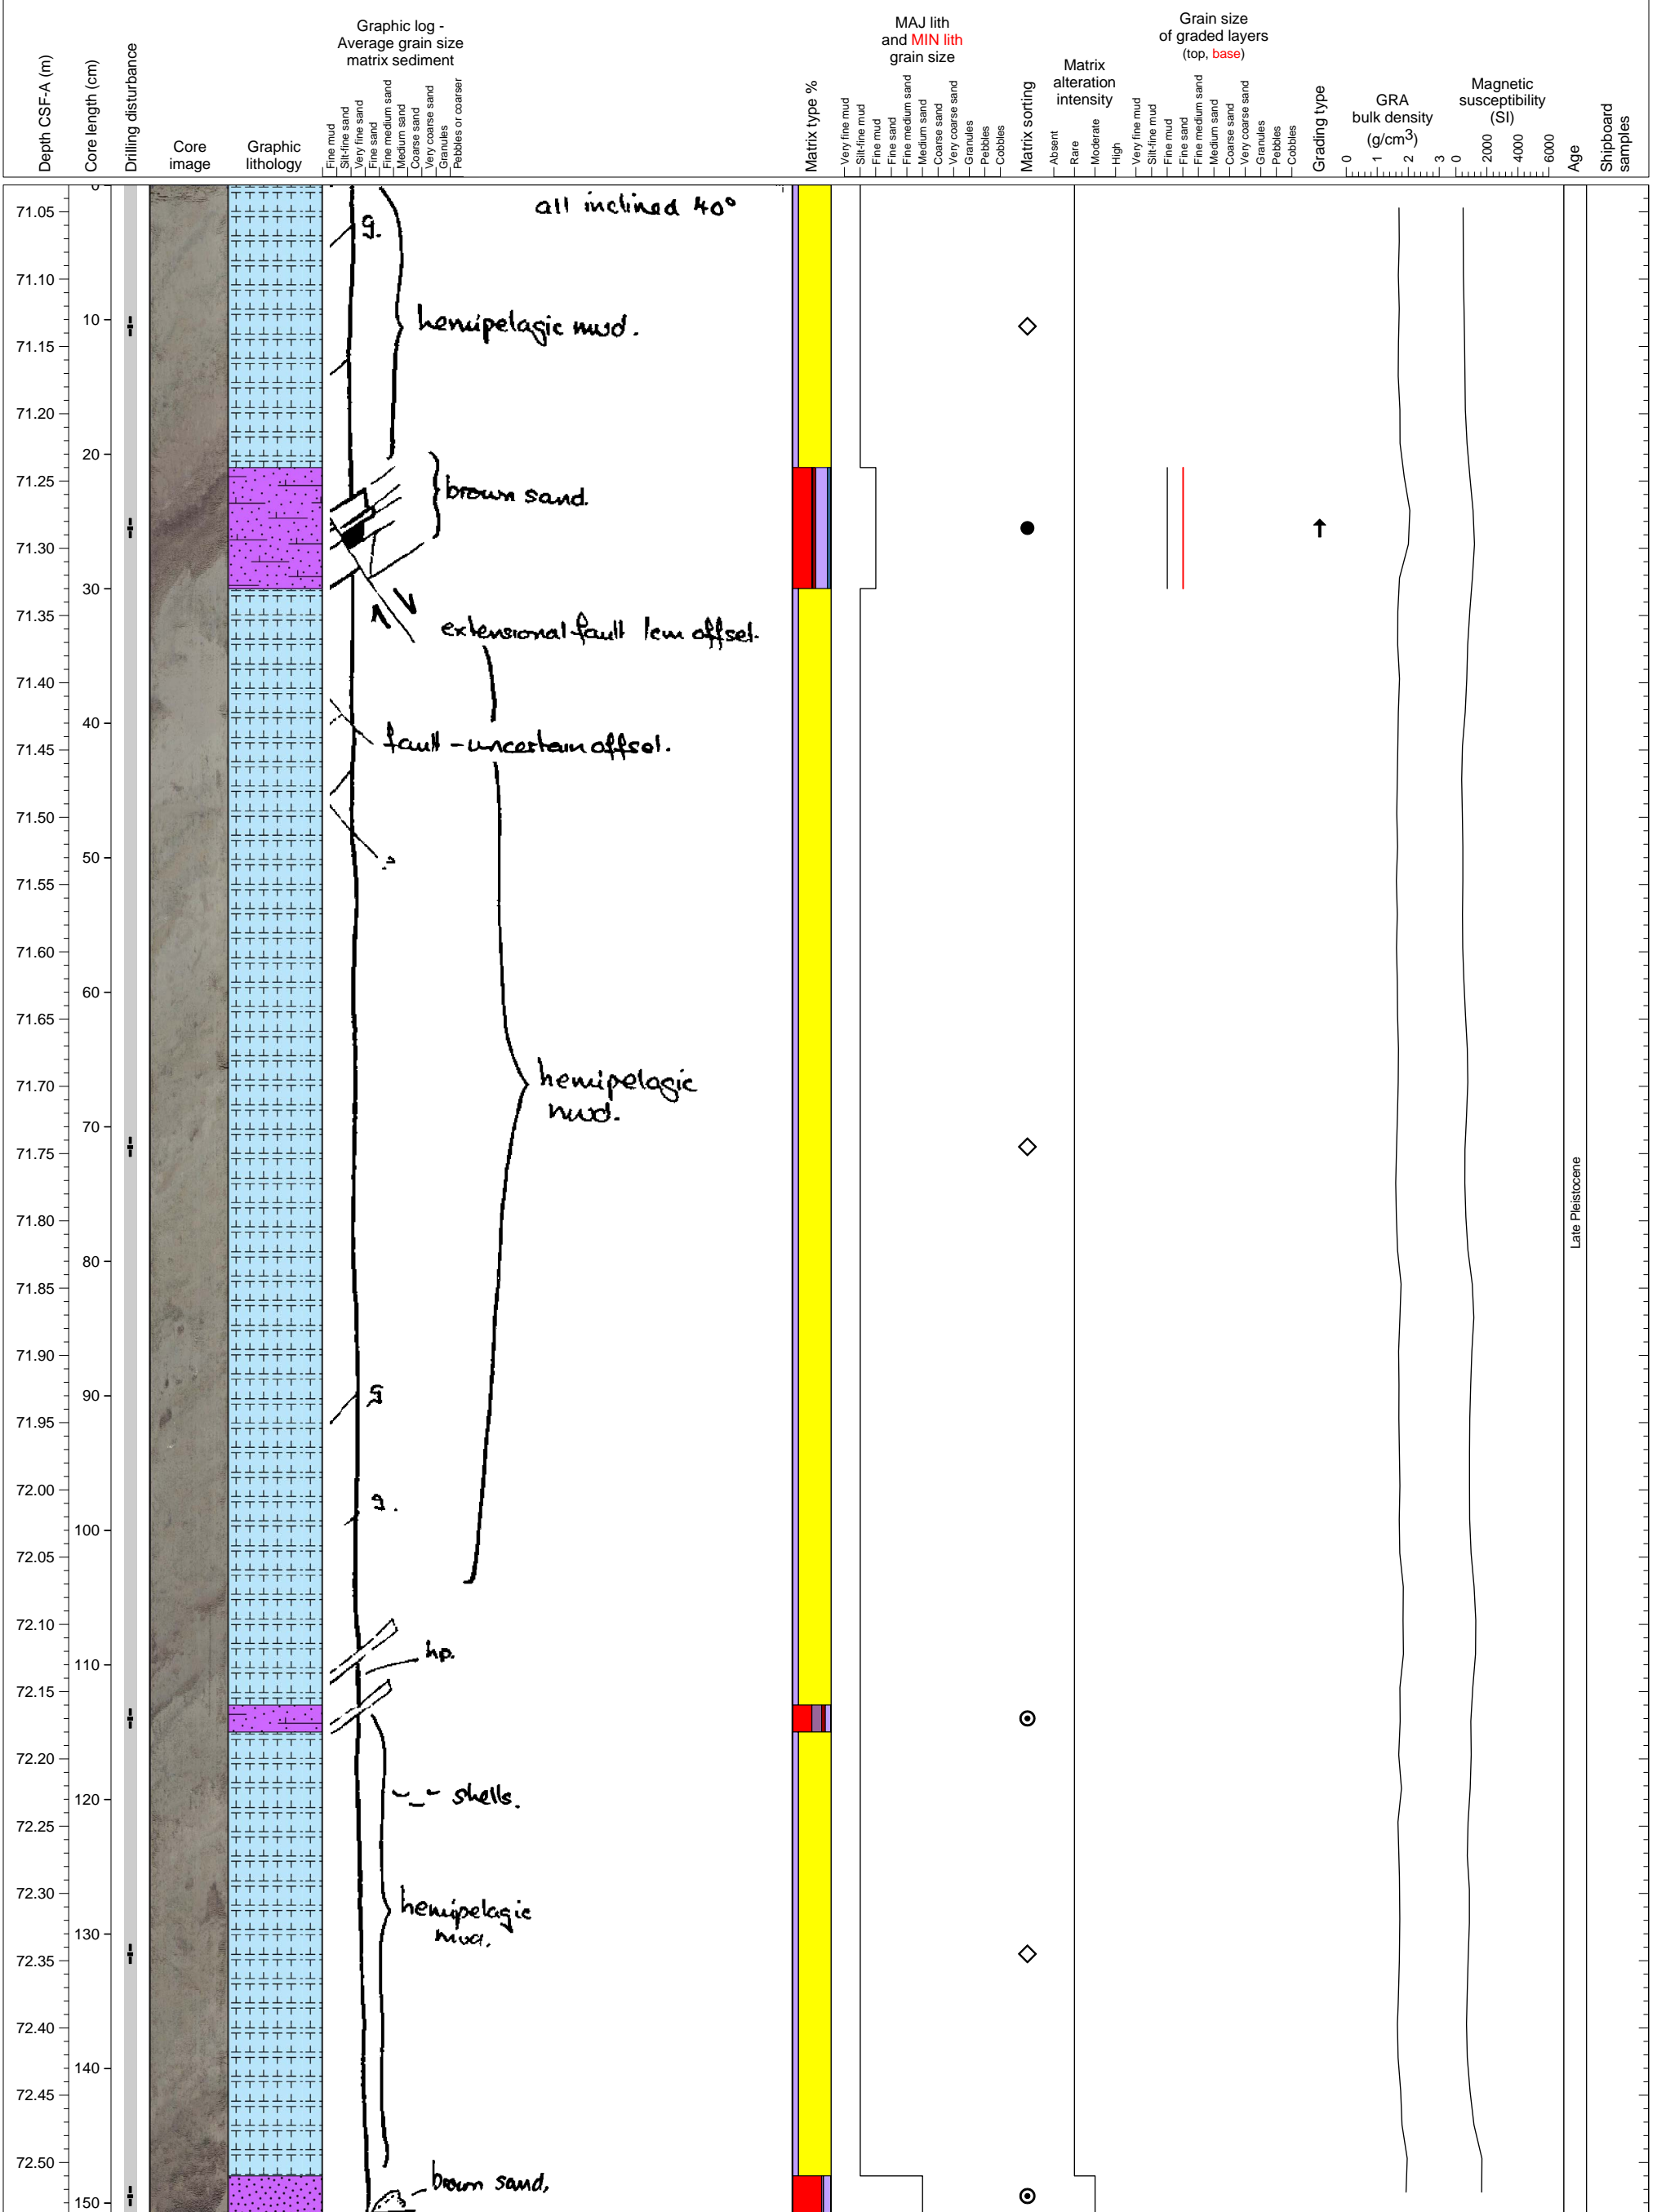 Depth CSF-A (m)
Core length (cm)
Drilling disturbance
Core
image
Graphic
lithology
Graphic log -
Average grain size
matrix sediment
Fine mud
Silt-fine sand
Very fine sand
Fine sand
Fine medium sand
Medium sand
Coarse sand
Very coarse sand
Granules
Pebbles or coarser
Matrix type %
MAJ lith
and MIN lith
grain size
Very fine mud
Silt-fine mud
Fine mud
Fine sand
Fine medium sand
Medium sand
Coarse sand
Very coarse sand
Granules
Pebbles
Cobbles
Matrix sorting
Matrix
alteration
intensity
Absent
Rare
Moderate
High
Grain size
of graded layers
(top, base)
Very fine mud
Silt-fine mud
Fine mud
Fine sand
Fine medium sand
Medium sand
Coarse sand
Very coarse sand
Granules
Pebbles
Cobbles
Grading type
GRA
bulk density
(g/cm3)
0 1 2 3
Magnetic
susceptibility
(SI)
0 2000 4000 6000
Age
Shipboard
samples
0
all inclined 40°
71.05
g.
71.10
10
hemipelagic mud.
71.15
71.20
20
71.25
brown sand.
71.30
30
71.35
extensional fault 1cm offset.
71.40
40
71.45
fault - uncertain offset.
71.50
50
?
71.55
71.60
60
71.65
71.70
hemipelagic
mud.
70
71.75
71.80
Late Pleistocene
80
71.85
71.90
90
g
71.95
72.00
g.
100
72.05
72.10
hp.
110
72.15
72.20
120
shells.
72.25
72.30
hemipelagic
mud.
130
72.35
72.40
140
72.45
72.50
brown sand,
150